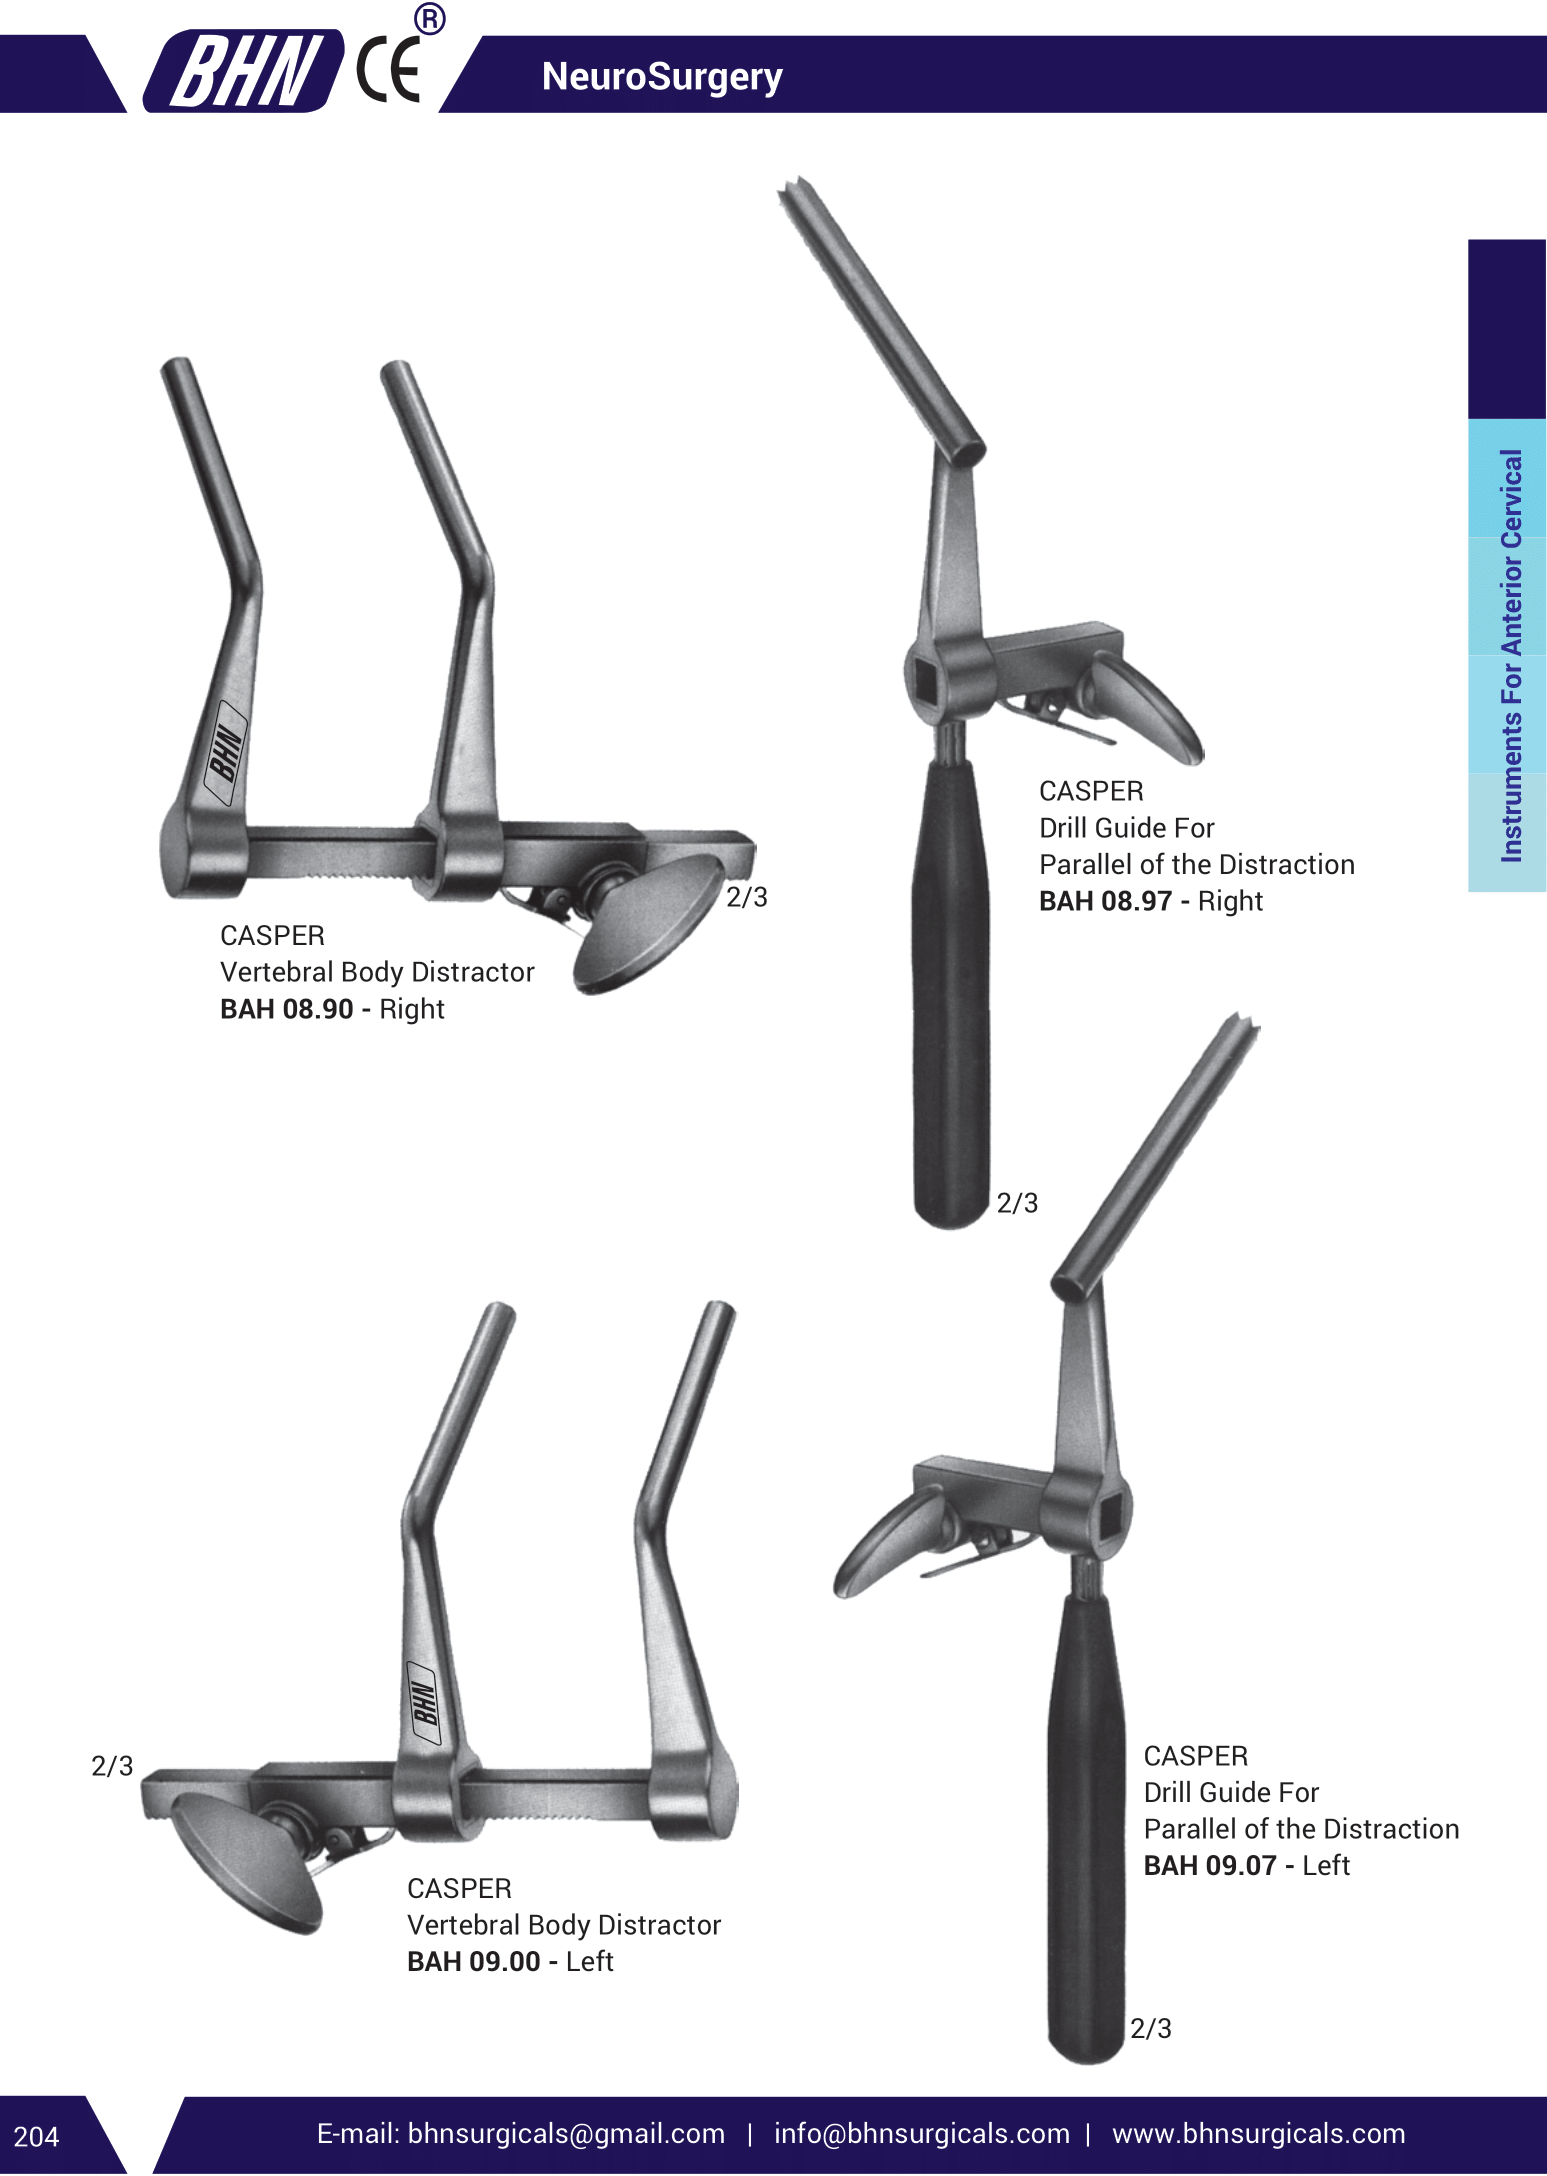 BHN CE ®
NeuroSurgery
Instruments For Anterior Cervical
BHN
2/3
CASPER
Vertebral Body Distractor
BAH 08.90 - Right
CASPER
Drill Guide For
Parallel of the Distraction
BAH 08.97 - Right
2/3
BHN
2/3
CASPER
Vertebral Body Distractor
BAH 09.00 - Left
CASPER
Drill Guide For
Parallel of the Distraction
BAH 09.07 - Left
2/3
204
E-mail: bhnsurgicals@gmail.com | info@bhnsurgicals.com | www.bhnsurgicals.com